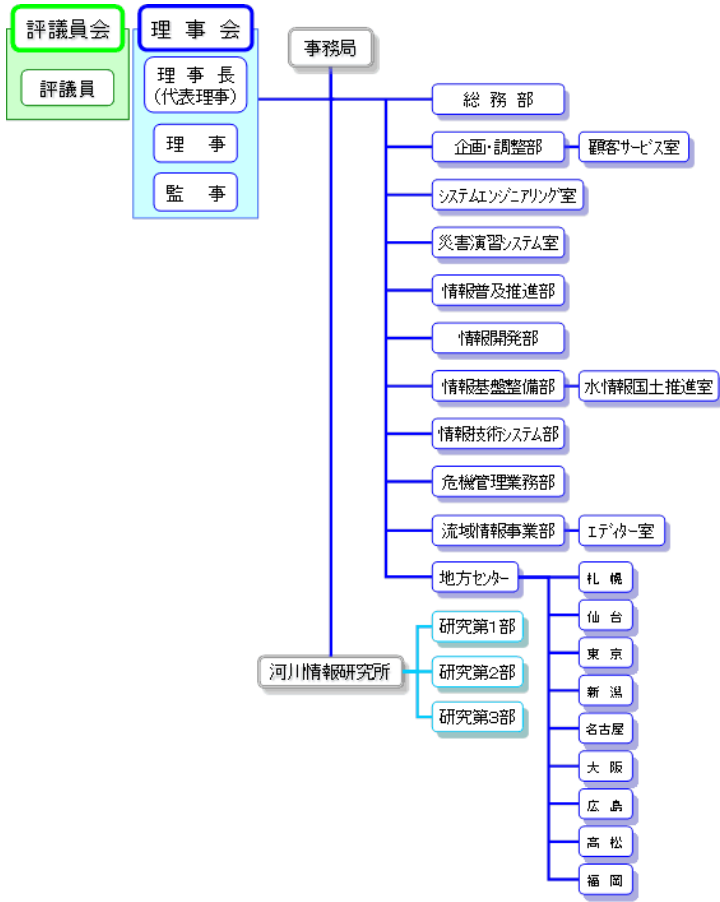 評議員会
評議員
理事会
理事長
(代表理事)
理事
監事
事務局
総務部
企画・調整部
顧客サービス室
システムエンジニアリング室
災害演習システム室
情報普及推進部
情報開発部
情報基盤整備部
水情報国土推進室
情報技術システム部
危機管理業務部
流域情報事業部
エディター室
地方センター
札幌
仙台
東京
新潟
名古屋
大阪
広島
高松
福岡
河川情報研究所
研究第1部
研究第2部
研究第3部